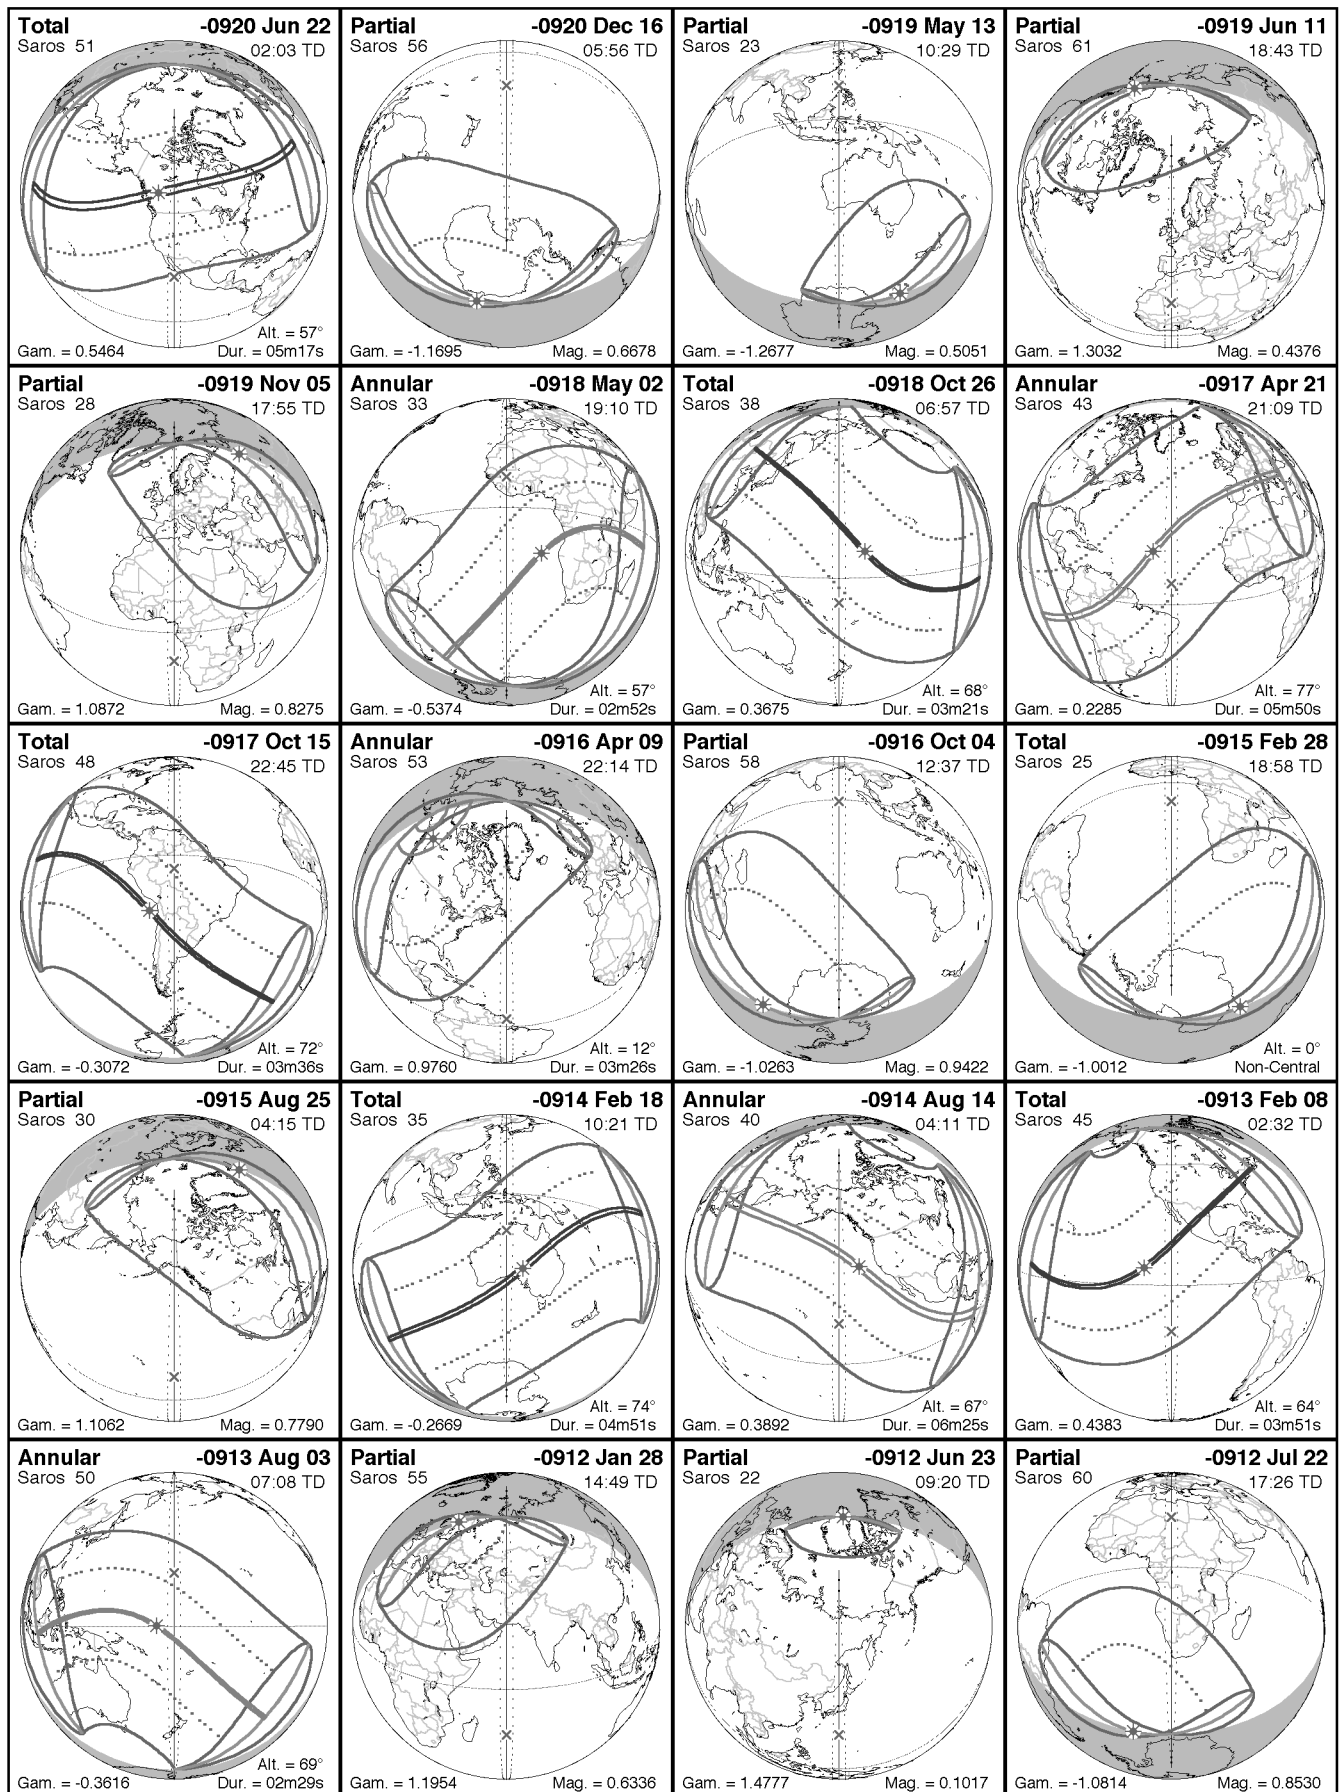 Total -0920 Jun 22
Saros 51 02:03 TD
Alt. = 57°
Gam. = 0.5464 Dur. = 05m17s
Partial -0920 Dec 16
Saros 56 05:56 TD
Gam. = -1.1695 Mag. = 0.6678
Partial -0919 May 13
Saros 23 10:29 TD
Gam. = -1.2677 Mag. = 0.5051
Partial -0919 Jun 11
Saros 61 18:43 TD
Gam. = 1.3032 Mag. = 0.4376
Partial -0919 Nov 05
Saros 28 17:55 TD
Gam. = 1.0872 Mag. = 0.8275
Annular -0918 May 02
Saros 33 19:10 TD
Alt. = 57°
Gam. = -0.5374 Dur. = 02m52s
Total -0918 Oct 26
Saros 38 06:57 TD
Alt. = 68°
Gam. = 0.3675 Dur. = 03m21s
Annular -0917 Apr 21
Saros 43 21:09 TD
Alt. = 77°
Gam. = 0.2285 Dur. = 05m50s
Total -0917 Oct 15
Saros 48 22:45 TD
Alt. = 72°
Gam. = -0.3072 Dur. = 03m36s
Annular -0916 Apr 09
Saros 53 22:14 TD
Alt. = 12°
Gam. = 0.9760 Dur. = 03m26s
Partial -0916 Oct 04
Saros 58 12:37 TD
Gam. = -1.0263 Mag. = 0.9422
Total -0915 Feb 28
Saros 25 18:58 TD
Alt. = 0°
Gam. = -1.0012 Non-Central
Partial -0915 Aug 25
Saros 30 04:15 TD
Gam. = 1.1062 Mag. = 0.7790
Total -0914 Feb 18
Saros 35 10:21 TD
Alt. = 74°
Gam. = -0.2669 Dur. = 04m51s
Annular -0914 Aug 14
Saros 40 04:11 TD
Alt. = 67°
Gam. = 0.3892 Dur. = 06m25s
Total -0913 Feb 08
Saros 45 02:32 TD
Alt. = 64°
Gam. = 0.4383 Dur. = 03m51s
Annular -0913 Aug 03
Saros 50 07:08 TD
Alt. = 69°
Gam. = -0.3616 Dur. = 02m29s
Partial -0912 Jan 28
Saros 55 14:49 TD
Gam. = 1.1954 Mag. = 0.6336
Partial -0912 Jun 23
Saros 22 09:20 TD
Gam. = 1.4777 Mag. = 0.1017
Partial -0912 Jul 22
Saros 60 17:26 TD
Gam. = -1.0814 Mag. = 0.8530